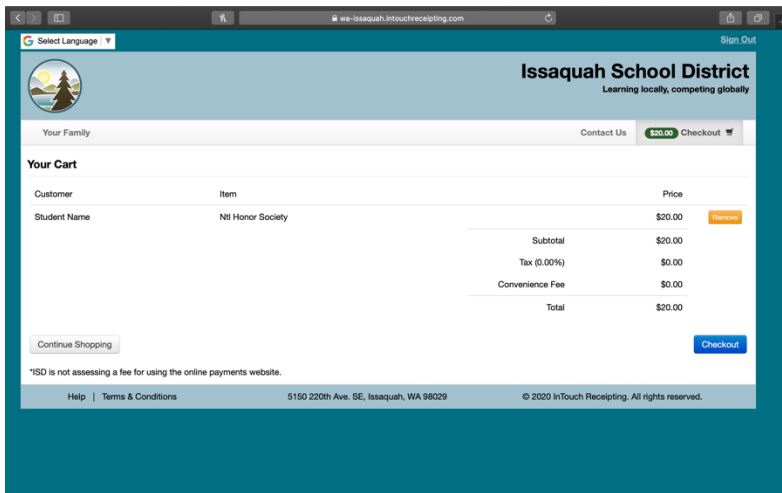 wa-issaquah.intouchreceipting.com
G Select Language ▼
Sign Out
Issaquah School District
Learning locally, competing globally
Your Family
Contact Us
$20.00 Checkout
Your Cart
Customer Item Price
Student Name Ntl Honor Society $20.00 Remove
Subtotal $20.00
Tax (0.00%) $0.00
Convenience Fee $0.00
Total $20.00
Continue Shopping
Checkout
*ISD is not assessing a fee for using the online payments website.
Help | Terms & Conditions
5150 220th Ave. SE, Issaquah, WA 98029
© 2020 InTouch Receipting. All rights reserved.